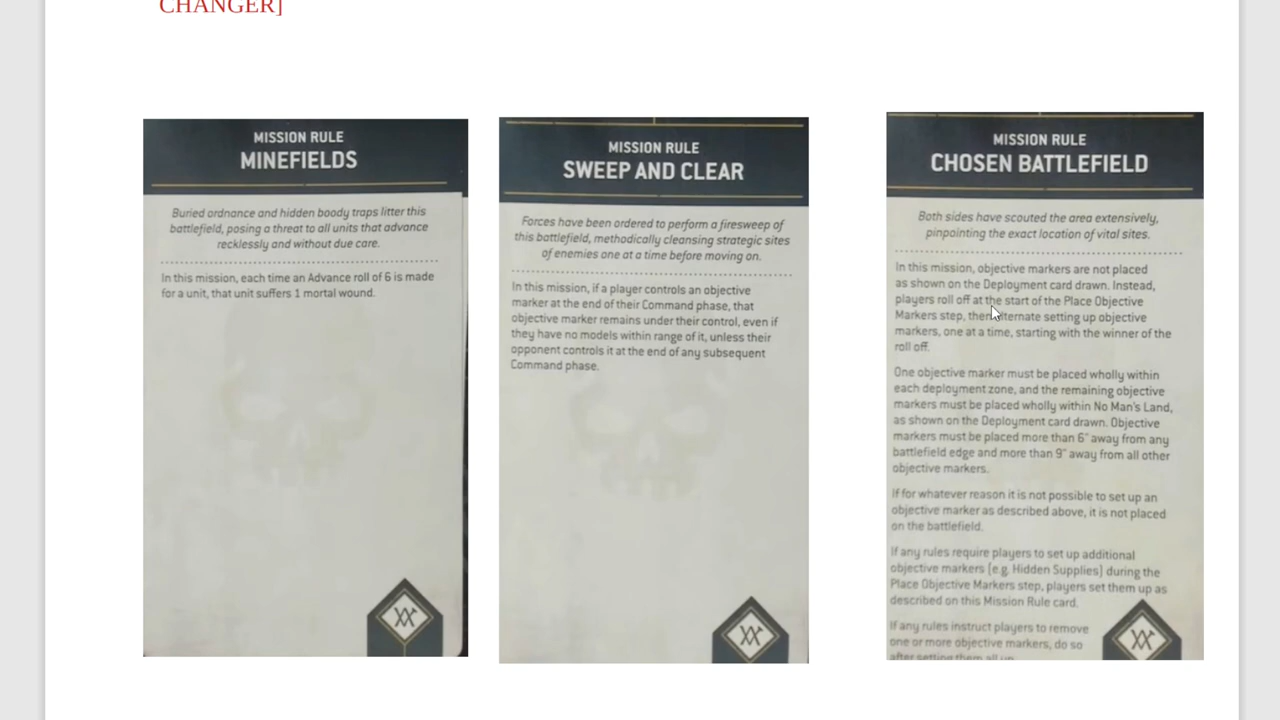 CHANGER]
MISSION RULE
MINEFIELDS
Buried ordnance and hidden boody traps litter this
battlefield, posing a threat to all units that advance
recklessly and without due care.
In this mission, each time an Advance roll of 6 is made
for a unit, that unit suffers 1 mortal wound.
MISSION RULE
SWEEP AND CLEAR
Forces have been ordered to perform a firesweep of
this battlefield, methodically cleansing strategic sites
of enemies one at a time before moving on.
In this mission, if a player controls an objective
marker at the end of their Command phase, that
objective marker remains under their control, even if
they have no models within range of it, unless their
opponent controls it at the end of any subsequent
Command phase.
MISSION RULE
CHOSEN BATTLEFIELD
Both sides have scouted the area extensively,
pinpointing the exact location of vital sites.
In this mission, objective markers are not placed
as shown on the Deployment card drawn. Instead,
players roll off at the start of the Place Objective
Markers step, then alternate setting up objective
markers, one at a time, starting with the winner of the
roll off.
One objective marker must be placed wholly within
each deployment zone, and the remaining objective
markers must be placed wholly within No Man's Land,
as shown on the Deployment card drawn. Objective
markers must be placed more than 6" away from any
battlefield edge and more than 9" away from all other
objective markers.
If for whatever reason it is not possible to set up an
objective marker as described above, it is not placed
on the battlefield.
If any rules require players to set up additional
objective markers [e.g. Hidden Supplies] during the
Place Objective Markers step, players set them up as
described on this Mission Rule card.
If any rules instruct players to remove
one or more objective markers, do so
after setting them all up.